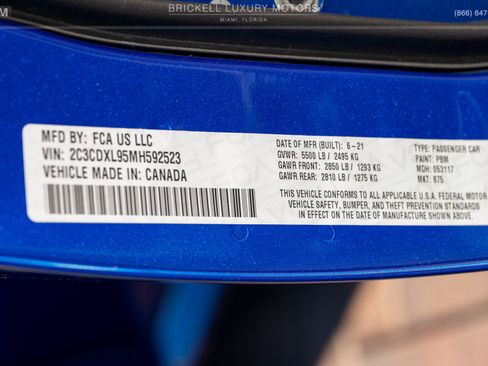 M
BRICKELL LUXURY MOTORS
MIAMI, FLORIDA
(866) 647
MFD BY: FCA US LLC
VIN: 2C3CDXL95MH592523
VEHICLE MADE IN: CANADA
DATE OF MFR (BUILT): 6-21
GVWR: 5500 LB / 2495 KG
GAWR FRONT: 2850 LB / 1293 KG
GAWR REAR: 2810 LB / 1275 KG
TYPE: PASSENGER CAR
PAINT: PBM
MDH: 053117
MKT: 875
THIS VEHICLE CONFORMS TO ALL APPLICABLE U.S.A. FEDERAL MOTOR
VEHICLE SAFETY, BUMPER, AND THEFT PREVENTION STANDARDS
IN EFFECT ON THE DATE OF MANUFACTURE SHOWN ABOVE.